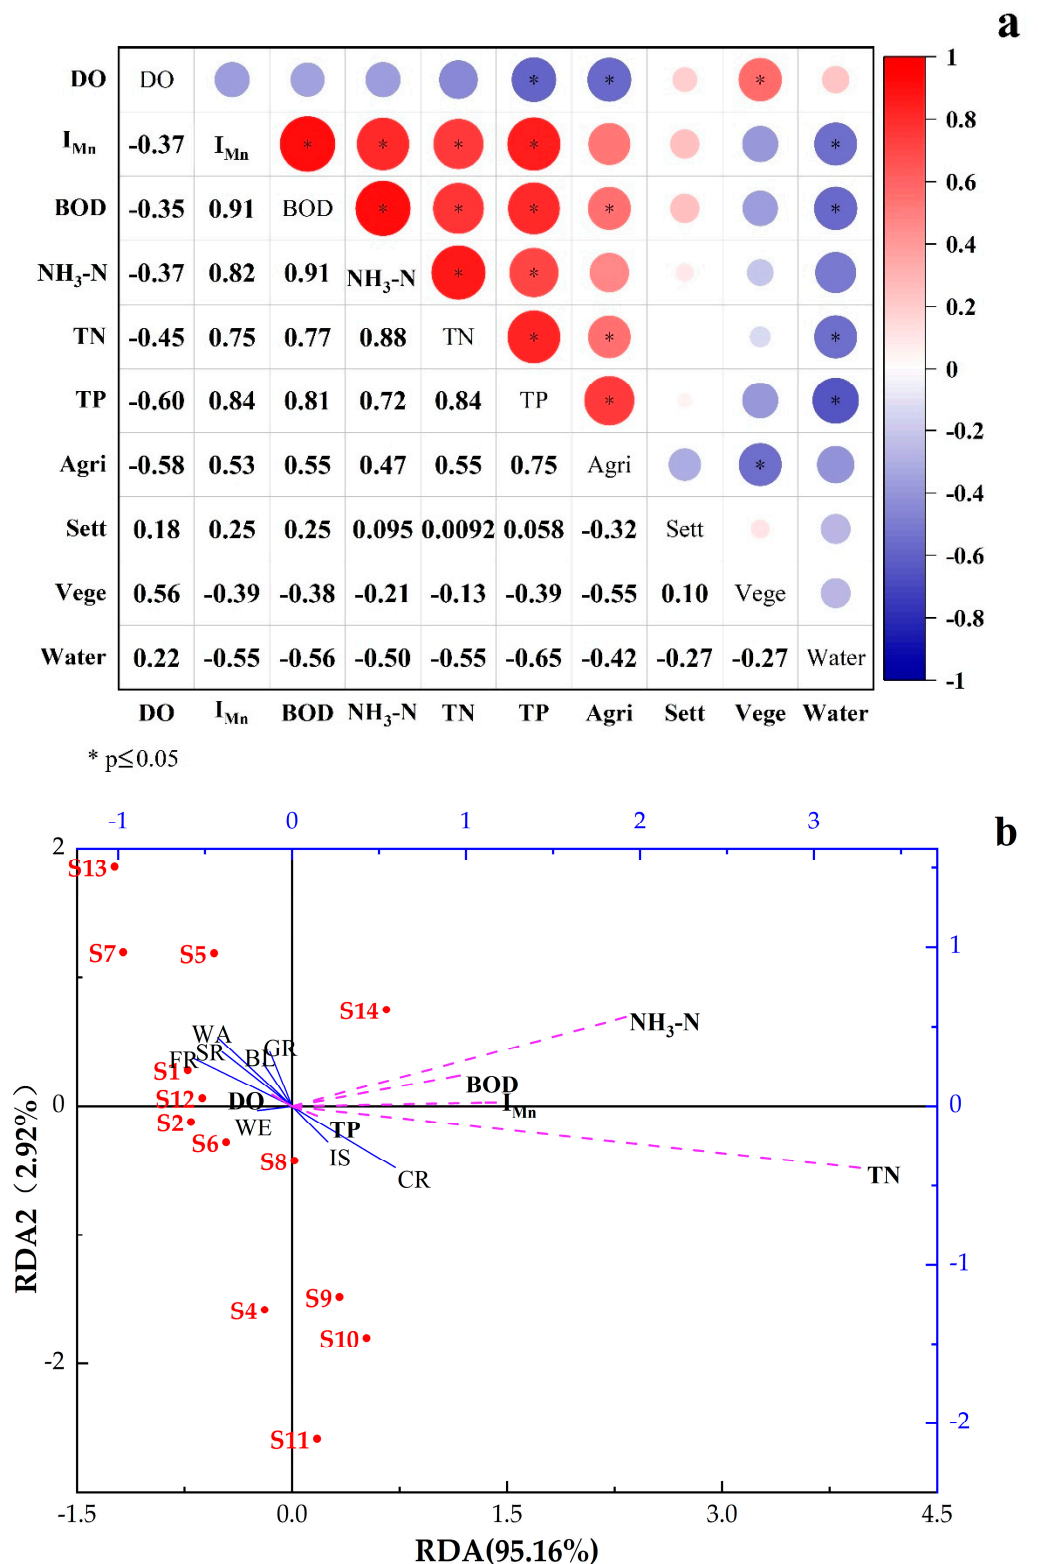 a
DO DO * * * 1
I_Mn -0.37 I_Mn * * * * * 0.8
BOD -0.35 0.91 BOD * * * * * 0.6
NH3-N -0.37 0.82 0.91 NH3-N * * 0.4
TN -0.45 0.75 0.77 0.88 TN * * * 0.2
0
TP -0.60 0.84 0.81 0.72 0.84 TP * * -0.2
Agri -0.58 0.53 0.55 0.47 0.55 0.75 Agri * -0.4
Sett 0.18 0.25 0.25 0.095 0.0092 0.058 -0.32 Sett -0.6
Vege 0.56 -0.39 -0.38 -0.21 -0.13 -0.39 -0.55 0.10 Vege -0.8
Water 0.22 -0.55 -0.56 -0.50 -0.55 -0.65 -0.42 -0.27 -0.27 Water -1
DO I_Mn BOD NH3-N TN TP Agri Sett Vege Water
* p≤0.05
b
-1 0 1 2 3
2
S13
S7 S5 1
S14
NH3-N
WA
FR SR BL GR
S1
BOD
S12 DO I_Mn
0 0
S2 WE TP
S6
S8 IS
CR TN
-1
S9
S4
S10
-2
-2
S11
-1.5 0.0 1.5 3.0 4.5
RDA2（2.92%）
RDA(95.16%)